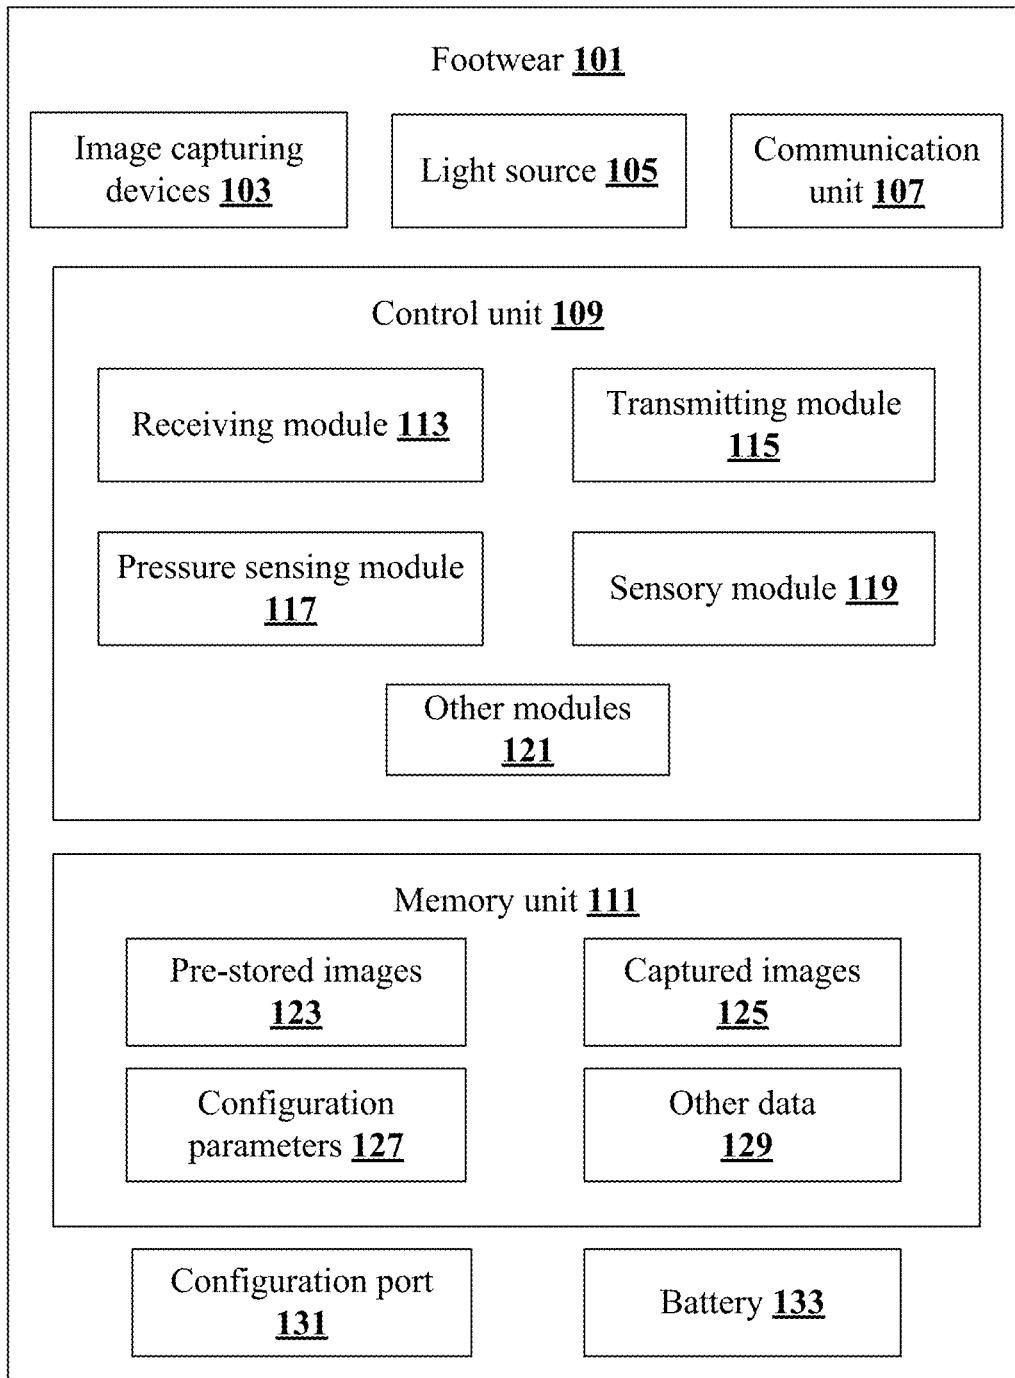 Footwear 101
Image capturing
devices 103
Light source 105
Communication
unit 107
Control unit 109
Receiving module 113
Transmitting module
115
Pressure sensing module
117
Sensory module 119
Other modules
121
Memory unit 111
Pre-stored images
123
Captured images
125
Configuration
parameters 127
Other data
129
Configuration port
131
Battery 133